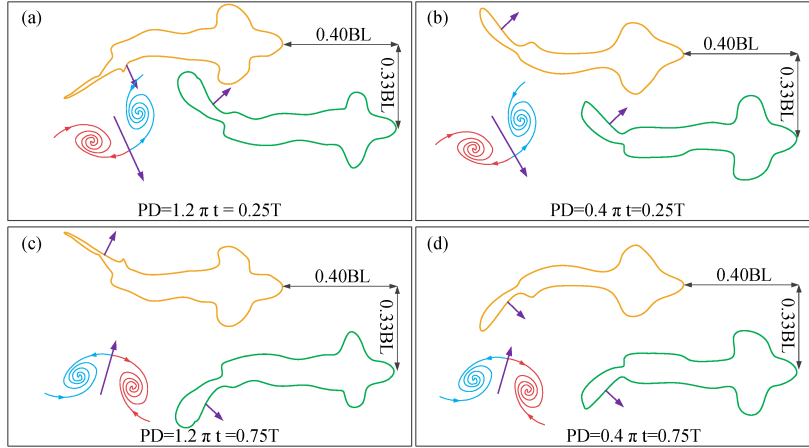 (a)
0.40BL
0.33BL
PD=1.2 π t = 0.25T
(b)
0.40BL
0.33BL
PD=0.4 π t=0.25T
(c)
0.40BL
0.33BL
PD=1.2 π t =0.75T
(d)
0.40BL
0.33BL
PD=0.4 π t=0.75T